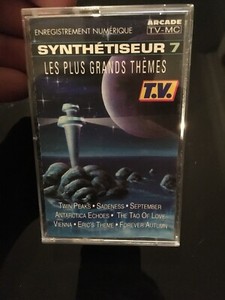 ENREGISTREMENT NUMÉRIQUE
ARCADE
TV-MC
SYNTHÉTISEUR 7
LES PLUS GRANDS THÈMES
T.V.
TWIN PEAKS • SADENESS • SEPTEMBER
ANTARCTICA ECHOES • THE TAO OF LOVE
VIENNA • ERIC'S THEME • FOREVER AUTUMN